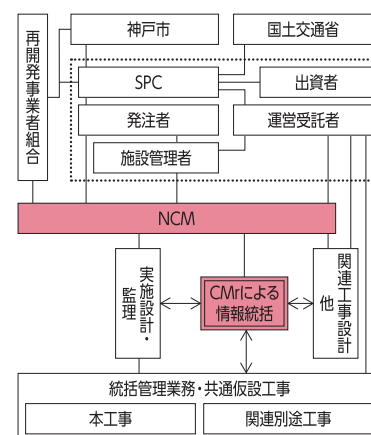 再開発事業者組合
神戸市
国土交通省
SPC
出資者
発注者
運営受託者
施設管理者
NCM
実施設計・
監理
CMrによる
情報統括
関連工事設計
他
統括管理業務・共通仮設工事
本工事
関連別途工事